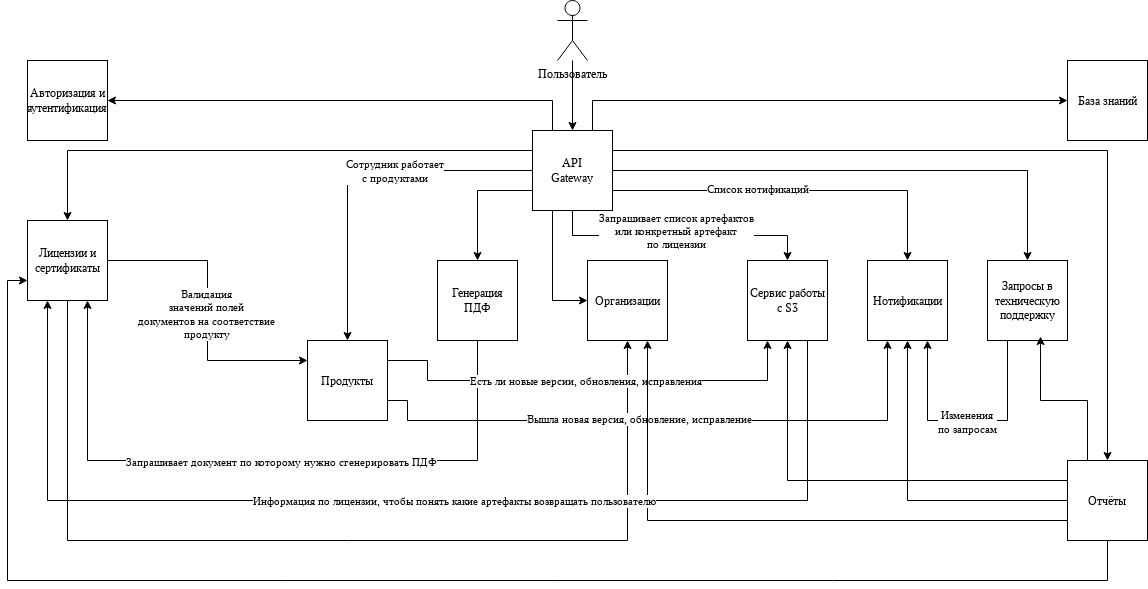 Пользователь
Авторизация и
аутентификация
База знаний
API
Gateway
Сотрудник работает
с продуктами
Список нотификаций
Запрашивает список артефактов
или конкретный артефакт
по лицензии
Лицензии и
сертификаты
Валидация
значений полей
документов на соответствие
продукту
Генерация
ПДФ
Организации
Сервис работы
с S3
Нотификации
Запросы в
техническую
поддержку
Продукты
Есть ли новые версии, обновления, исправления
Вышла новая версия, обновление, исправление
Изменения
по запросам
Запрашивает документ по которому нужно сгенерировать ПДФ
Информация по лицензии, чтобы понять какие артефакты возвращать пользователю
Отчёты